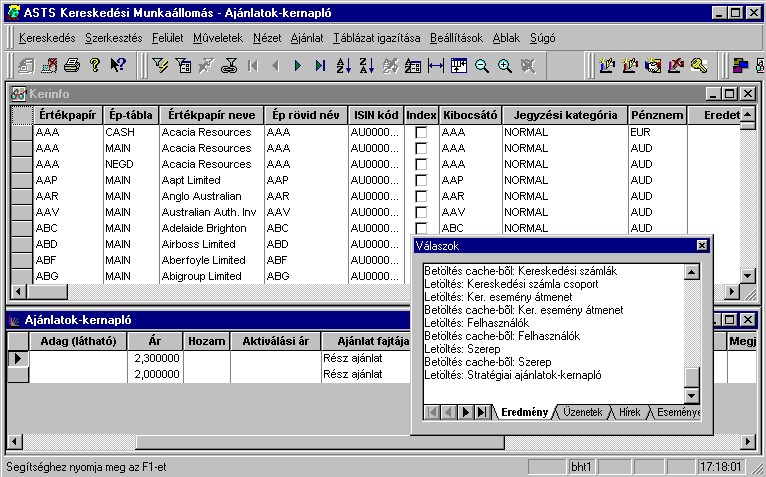 ASTS Kereskedési Munkaállomás - Ajánlatok-kernapló
Kereskedés Szerkesztés Felület Műveletek Nézet Ajánlat Táblázat igazítása Beállítások Ablak Súgó
Kerinfo
Értékpapír Ép-tábla Értékpapír neve Ép rövid név ISIN kód Index Kibocsátó Jegyzési kategória Pénznem Eredet
AAA CASH Acacia Resources AAA AU0000... AAA NORMAL EUR
AAA MAIN Acacia Resources AAA AU0000... AAA NORMAL AUD
AAA NEGD Acacia Resources AAA AU0000... AAA NORMAL AUD
AAP MAIN Aapt Limited AAP AU0000... AAP NORMAL AUD
AAR MAIN Anglo Australian AAR AU0000... AAR NORMAL AUD
AAV MAIN Australian Auth. Inv AAV AU0000... AAV NORMAL AUD
ABC MAIN Adelaide Brighton ABC AU0000... ABC NORMAL AUD
ABD MAIN Airboss Limited ABD AU0000...
ABF MAIN Aberfoyle Limited ABF AU0000...
ABG MAIN Abigroup Limited ABG AU0000...
Válaszok
Betöltés cache-bõl: Kereskedési számlák
Letöltés: Kereskedési számla csoport
Letöltés: Ker. esemény átmenet
Betöltés cache-bõl: Ker. esemény átmenet
Letöltés: Felhasználók
Betöltés cache-bõl: Felhasználók
Letöltés: Szerep
Betöltés cache-bõl: Szerep
Letöltés: Stratégiai ajánlatok-kernapló
Eredmény Üzenetek Hírek Eseménye
Ajánlatok-kernapló
Adag (látható) Ár Hozam Aktiválási ár Ajánlat fajtája Megj
2,300000 Rész ajánlat
2,000000 Rész ajánlat
Segítséghez nyomja meg az F1-et bht1 17:18:01